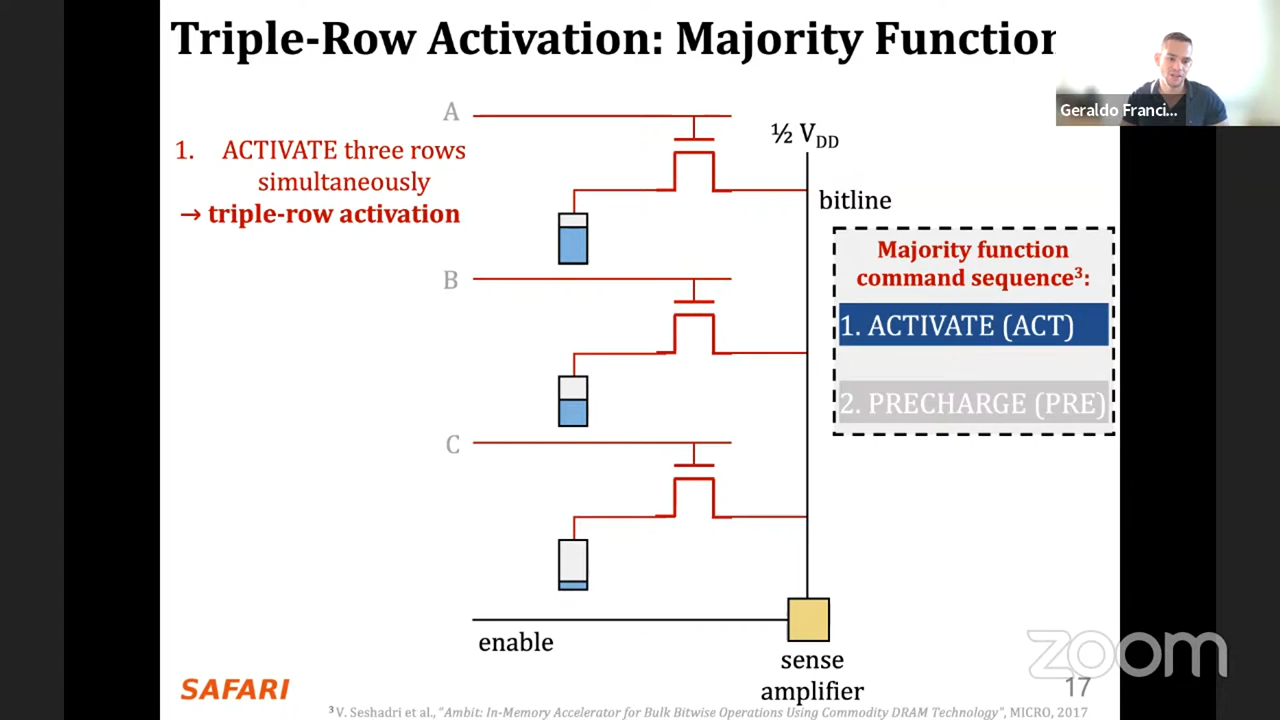 Triple-Row Activation: Majority Function
Geraldo Franci...
A
1. ACTIVATE three rows
simultaneously
→ triple-row activation
½ VDD
bitline
Majority function
command sequence³:
1. ACTIVATE (ACT)
2. PRECHARGE (PRE)
B
C
enable
sense
amplifier
zoom
SAFARI
17
³V. Seshadri et al., "Ambit: In-Memory Accelerator for Bulk Bitwise Operations Using Commodity DRAM Technology", MICRO, 2017